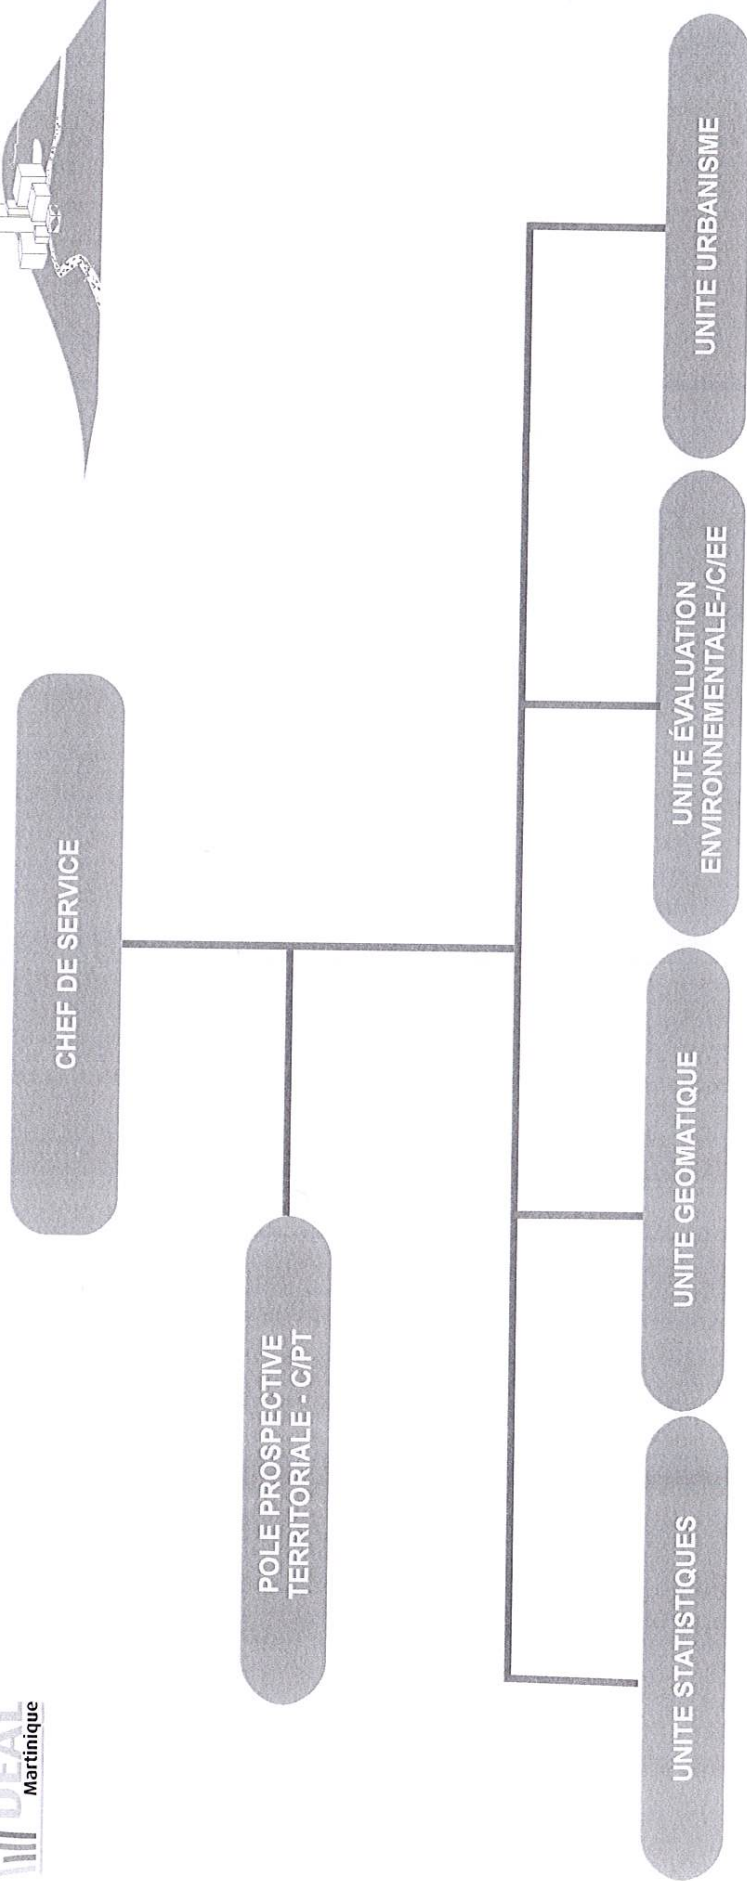 DEAL
Martinique
CHEF DE SERVICE
POLE PROSPECTIVE
TERRITORIALE - C/PT
UNITE STATISTIQUES
UNITE GEOMATIQUE
UNITE ÉVALUATION
ENVIRONNEMENTALE-/C/EE
UNITE URBANISME